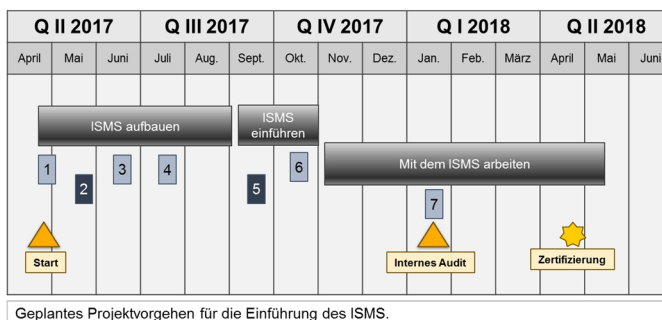 Q II 2017 Q III 2017 Q IV 2017 Q I 2018 Q II 2018
April Mai Juni Juli Aug. Sept. Okt. Nov. Dez. Jan. Feb. März April Mai Juni
ISMS aufbauen
ISMS
einführen
Mit dem ISMS arbeiten
1
2
3
4
5
6
7
Start
Internes Audit
Zertifizierung
Geplantes Projektvorgehen für die Einführung des ISMS.